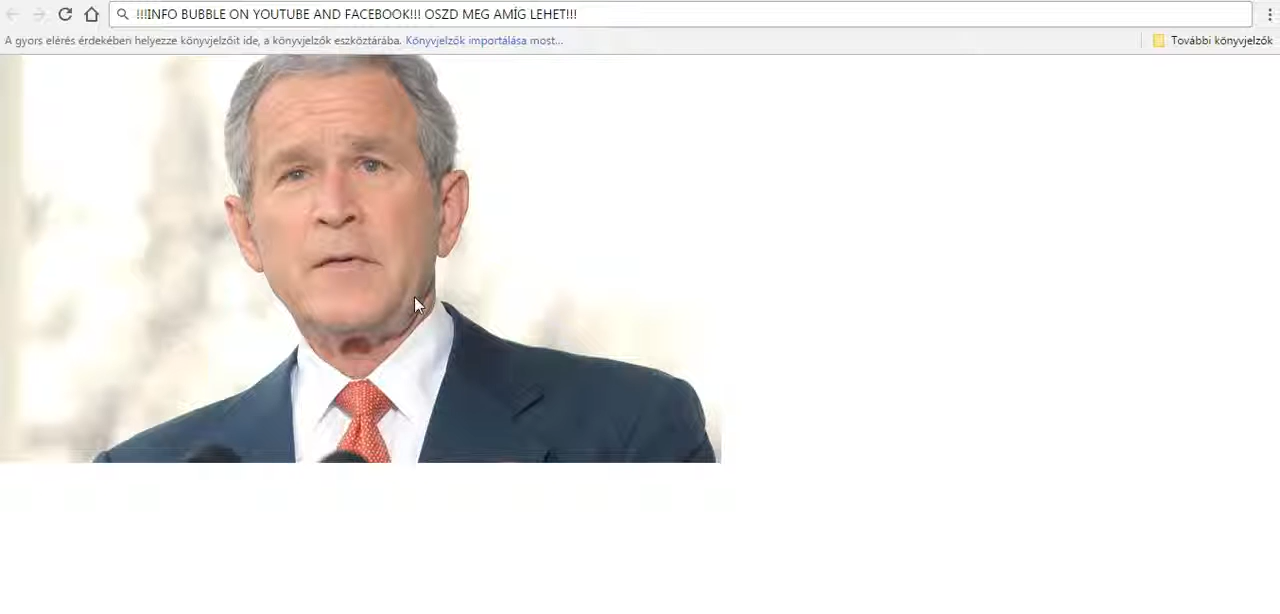 !!!INFO BUBBLE ON YOUTUBE AND FACEBOOK!!! OSZD MEG AMÍG LEHET!!!
A gyors elérés érdekében helyezze könyvjelzőit ide, a könyvjelzők eszköztárába. Könyvjelzők importálása most...
További könyvjelzők